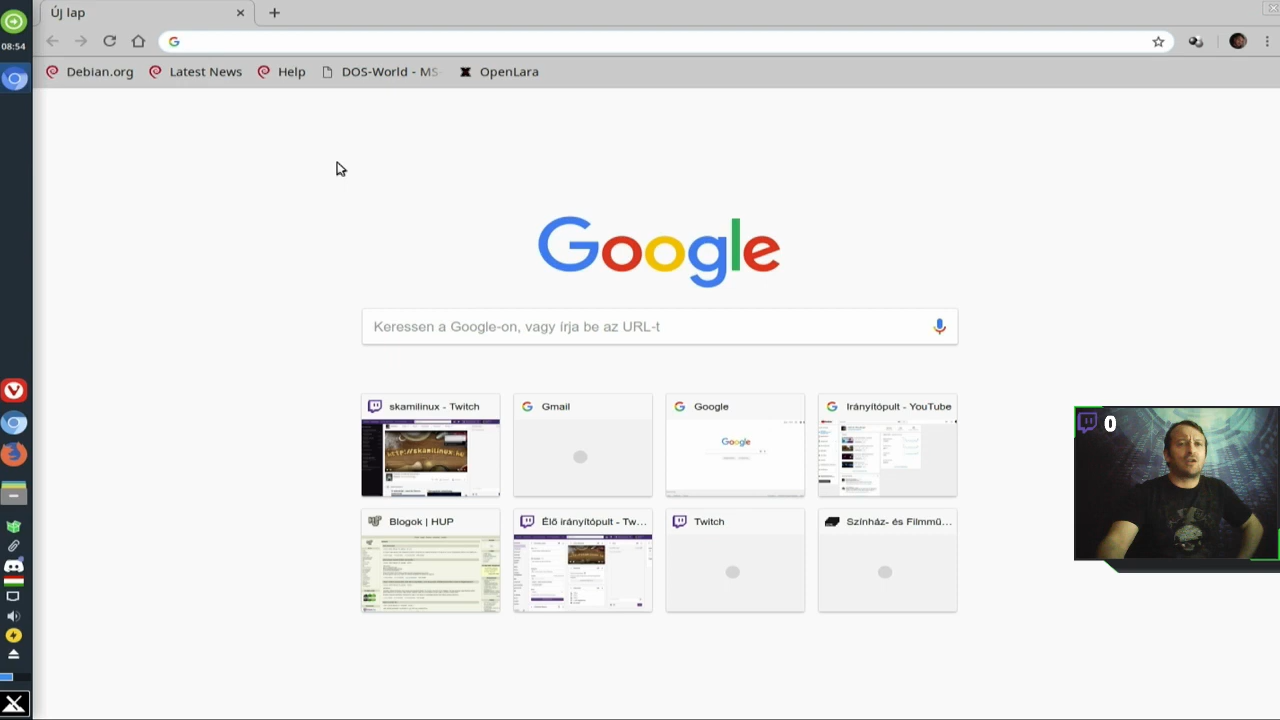 Új lap
08:54
Debian.org
Latest News
Help
DOS-World - MS
OpenLara
Google
Keressen a Google-on, vagy írja be az URL-t
skamilinux - Twitch
Gmail
Google
Irányítópult - YouTube
Google
0
Blogok | HUP
Élő irányítópult - Tw...
Twitch
Színház- és Filmmű...